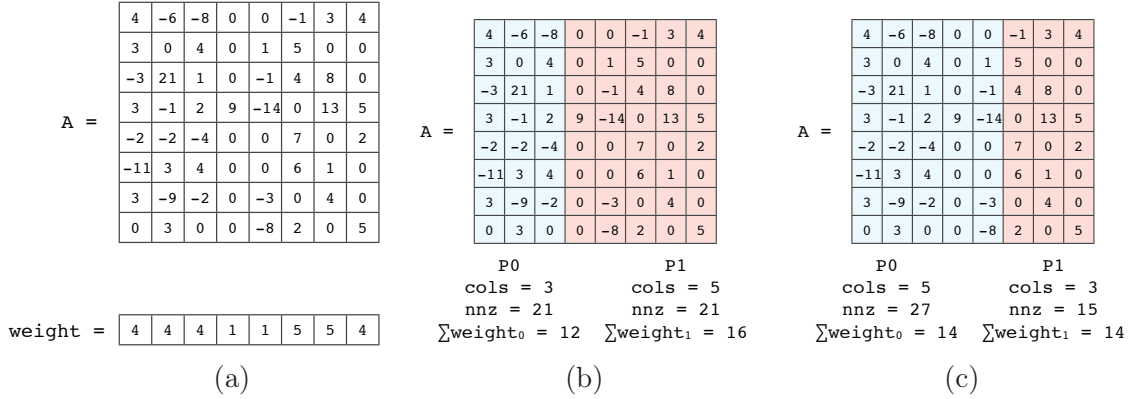 A =
4 -6 -8 0 0 -1 3 4
3 0 4 0 1 5 0 0
-3 21 1 0 -1 4 8 0
3 -1 2 9 -14 0 13 5
-2 -2 -4 0 0 7 0 2
-11 3 4 0 0 6 1 0
3 -9 -2 0 -3 0 4 0
0 3 0 0 -8 2 0 5
weight = 4 4 4 1 1 5 5 4
(a)
A =
4 -6 -8 0 0 -1 3 4
3 0 4 0 1 5 0 0
-3 21 1 0 -1 4 8 0
3 -1 2 9 -14 0 13 5
-2 -2 -4 0 0 7 0 2
-11 3 4 0 0 6 1 0
3 -9 -2 0 -3 0 4 0
0 3 0 0 -8 2 0 5
P0
cols = 3
nnz = 21
∑weight₀ = 12
P1
cols = 5
nnz = 21
∑weight₁ = 16
(b)
A =
4 -6 -8 0 0 -1 3 4
3 0 4 0 1 5 0 0
-3 21 1 0 -1 4 8 0
3 -1 2 9 -14 0 13 5
-2 -2 -4 0 0 7 0 2
-11 3 4 0 0 6 1 0
3 -9 -2 0 -3 0 4 0
0 3 0 0 -8 2 0 5
P0
cols = 5
nnz = 27
∑weight₀ = 14
P1
cols = 3
nnz = 15
∑weight₁ = 14
(c)